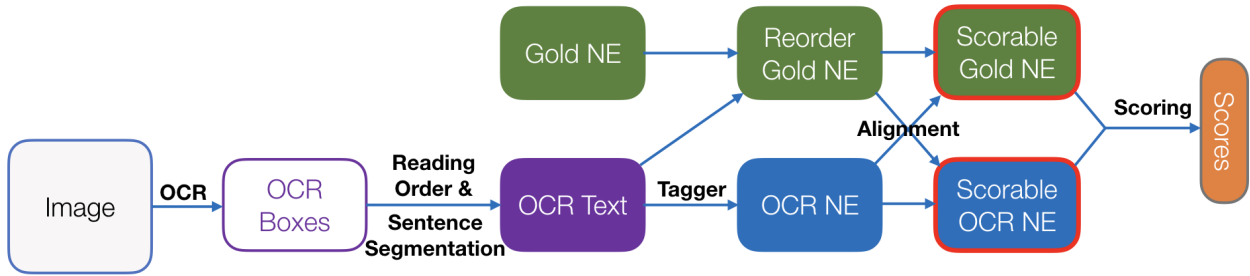 Gold NE
Reorder
Gold NE
Scorable
Gold NE
Alignment
Scoring
Scores
Image
OCR
OCR
Boxes
Reading
Order &
Sentence
Segmentation
OCR Text
Tagger
OCR NE
Scorable
OCR NE